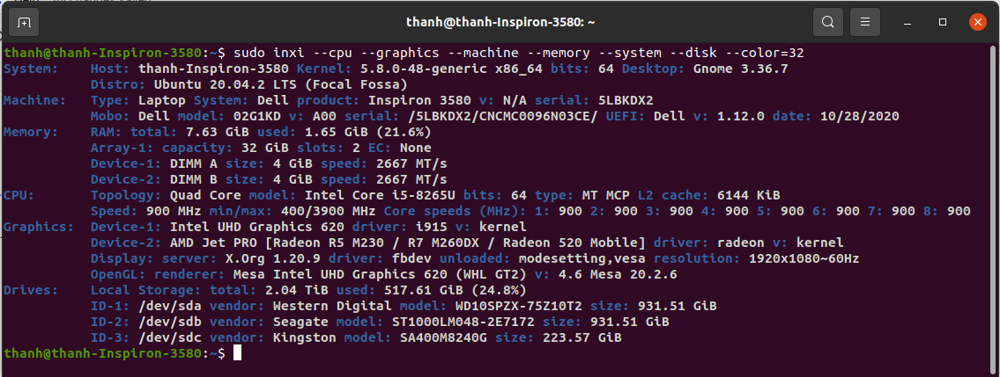 thanh@thanh-Inspiron-3580: ~
thanh@thanh-Inspiron-3580:~$ sudo inxi --cpu --graphics --machine --memory --system --disk --color=32
System: Host: thanh-Inspiron-3580 Kernel: 5.8.0-48-generic x86_64 bits: 64 Desktop: Gnome 3.36.7
Distro: Ubuntu 20.04.2 LTS (Focal Fossa)
Machine: Type: Laptop System: Dell product: Inspiron 3580 v: N/A serial: 5LBKDX2
Mobo: Dell model: 02G1KD v: A00 serial: /5LBKDX2/CNCMC0096N03CE/ UEFI: Dell v: 1.12.0 date: 10/28/2020
Memory: RAM: total: 7.63 GiB used: 1.65 GiB (21.6%)
Array-1: capacity: 32 GiB slots: 2 EC: None
Device-1: DIMM A size: 4 GiB speed: 2667 MT/s
Device-2: DIMM B size: 4 GiB speed: 2667 MT/s
CPU: Topology: Quad Core model: Intel Core i5-8265U bits: 64 type: MT MCP L2 cache: 6144 KiB
Speed: 900 MHz min/max: 400/3900 MHz Core speeds (MHz): 1: 900 2: 900 3: 900 4: 900 5: 900 6: 900 7: 900 8: 900
Graphics: Device-1: Intel UHD Graphics 620 driver: i915 v: kernel
Device-2: AMD Jet PRO [Radeon R5 M230 / R7 M260DX / Radeon 520 Mobile] driver: radeon v: kernel
Display: server: X.Org 1.20.9 driver: fbdev unloaded: modesetting,vesa resolution: 1920x1080~60Hz
OpenGL: renderer: Mesa Intel UHD Graphics 620 (WHL GT2) v: 4.6 Mesa 20.2.6
Drives: Local Storage: total: 2.04 TiB used: 517.61 GiB (24.8%)
ID-1: /dev/sda vendor: Western Digital model: WD10SPZX-75Z10T2 size: 931.51 GiB
ID-2: /dev/sdb vendor: Seagate model: ST1000LM048-2E7172 size: 931.51 GiB
ID-3: /dev/sdc vendor: Kingston model: SA400M8240G size: 223.57 GiB
thanh@thanh-Inspiron-3580:~$